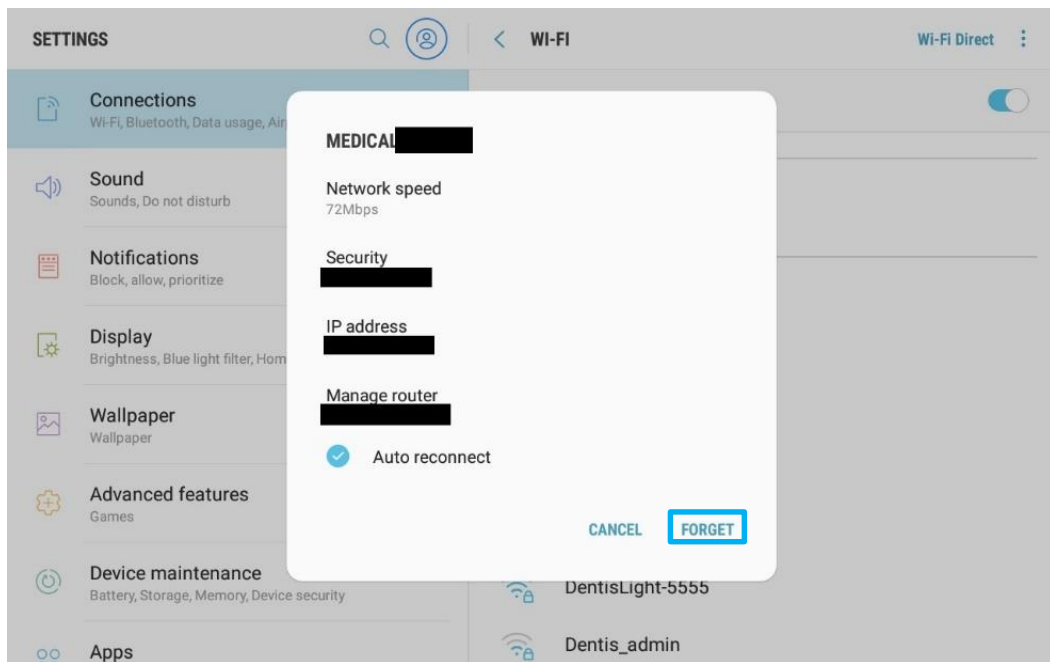 SETTINGS
WI-FI
Wi-Fi Direct
Connections
Wi-Fi, Bluetooth, Data usage,
Sound
Sounds, Do not disturb
Notifications
Block, allow, prioritize
Display
Brightness, Blue light filter,
Wallpaper
Wallpaper
Advanced features
Games
Device maintenance
Battery, Storage, Memory, Device security
Apps
MEDICAL
Network speed
72Mbps
Security
IP address
Manage router
Auto reconnect
CANCEL FORGET
DentisLight-5555
Dentis_admin